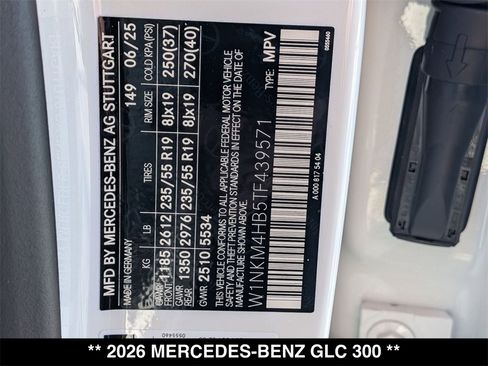 MFD BY MERCEDES-BENZ AG STUTTGART
MADE IN GERMANY 149 06/25
KG LB TIRES RIM SIZE COLD KPA (PSI)
GAWR FRONT 1185 2612 235/55 R19 8Jx19 250(37)
GAWR REAR 1350 2976 235/55 R19 8Jx19 270(40)
GVWR 2510 5534
THIS VEHICLE CONFORMS TO ALL APPLICABLE FEDERAL MOTOR VEHICLE
SAFETY, BUMPER, AND THEFT PREVENTION STANDARDS IN EFFECT ON THE DATE
OF MANUFACTURE SHOWN ABOVE.
W1NKM4HB5TF439571 TYPE: MPV
A 000 817 54 04
0555460
** 2026 MERCEDES-BENZ GLC 300 **